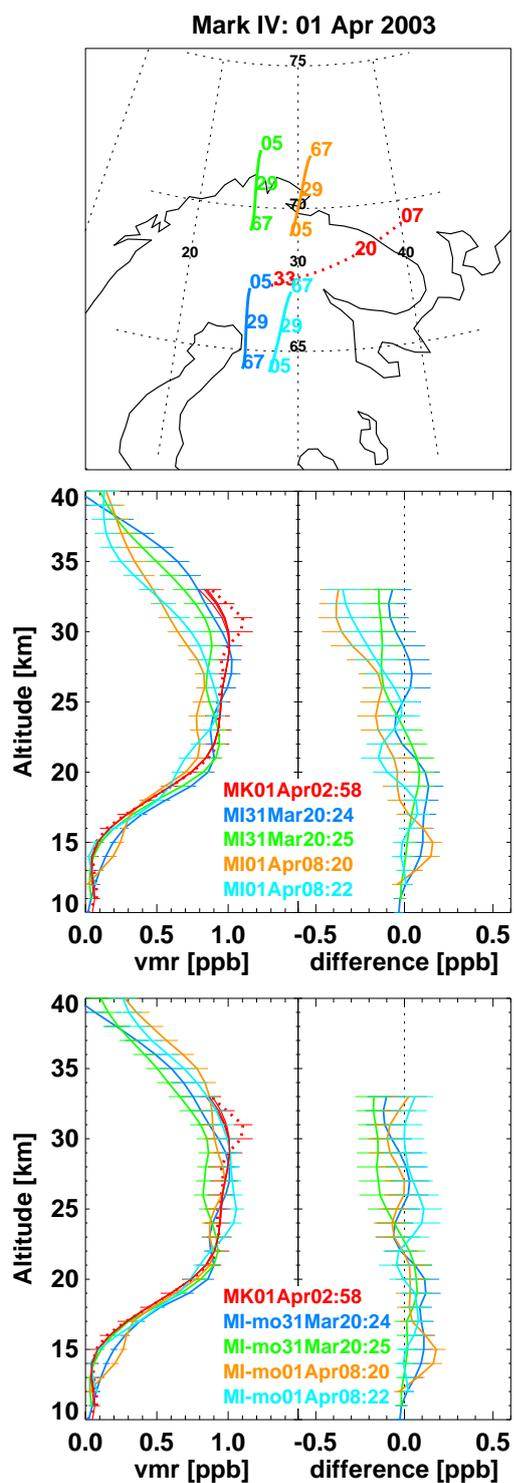 Mark IV: 01 Apr 2003
75
05
67
29
29
70
07
67
05
20
20
30
40
05
33
67
29
29
65
67
05
40
35
30
25
20
15
10
Altitude [km]
MK01Apr02:58
MI31Mar20:24
MI31Mar20:25
MI01Apr08:20
MI01Apr08:22
0.0 0.5 1.0 -0.5 0.0 0.5
vmr [ppb] difference [ppb]
40
35
30
25
20
15
10
Altitude [km]
MK01Apr02:58
MI-mo31Mar20:24
MI-mo31Mar20:25
MI-mo01Apr08:20
MI-mo01Apr08:22
0.0 0.5 1.0 -0.5 0.0 0.5
vmr [ppb] difference [ppb]